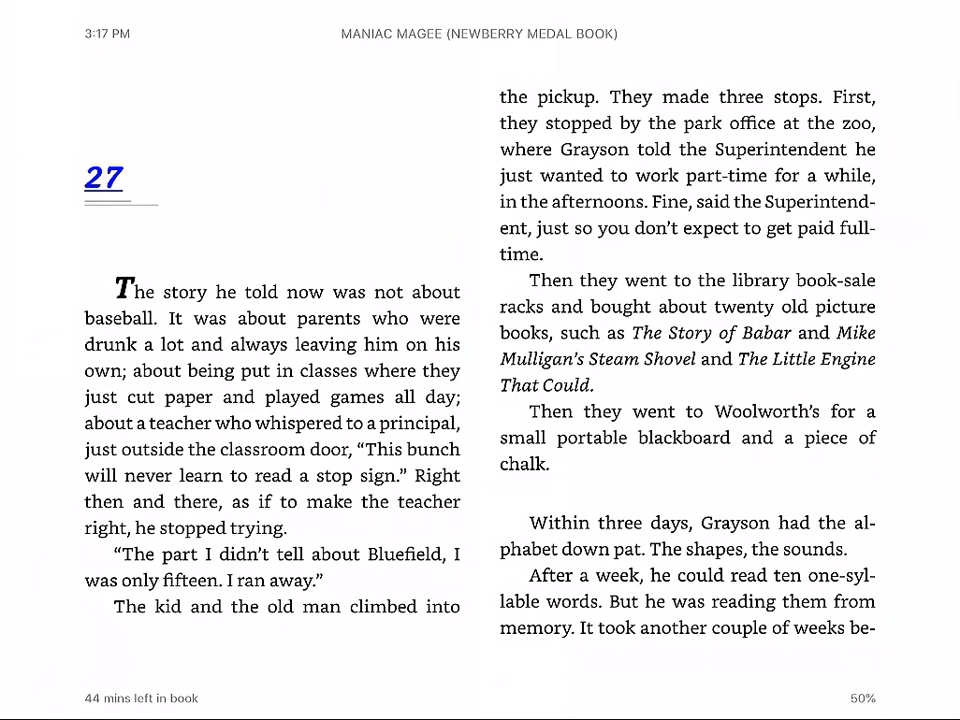 3:17 PM
MANIAC MAGEE (NEWBERRY MEDAL BOOK)
27
The story he told now was not about
baseball. It was about parents who were
drunk a lot and always leaving him on his
own; about being put in classes where they
just cut paper and played games all day;
about a teacher who whispered to a principal,
just outside the classroom door, “This bunch
will never learn to read a stop sign.” Right
then and there, as if to make the teacher
right, he stopped trying.
“The part I didn’t tell about Bluefield, I
was only fifteen. I ran away.”
The kid and the old man climbed into
the pickup. They made three stops. First,
they stopped by the park office at the zoo,
where Grayson told the Superintendent he
just wanted to work part-time for a while,
in the afternoons. Fine, said the Superintend-
ent, just so you don’t expect to get paid full-
time.
Then they went to the library book-sale
racks and bought about twenty old picture
books, such as The Story of Babar and Mike
Mulligan’s Steam Shovel and The Little Engine
That Could.
Then they went to Woolworth’s for a
small portable blackboard and a piece of
chalk.
Within three days, Grayson had the al-
phabet down pat. The shapes, the sounds.
After a week, he could read ten one-syl-
lable words. But he was reading them from
memory. It took another couple of weeks be-
44 mins left in book
50%